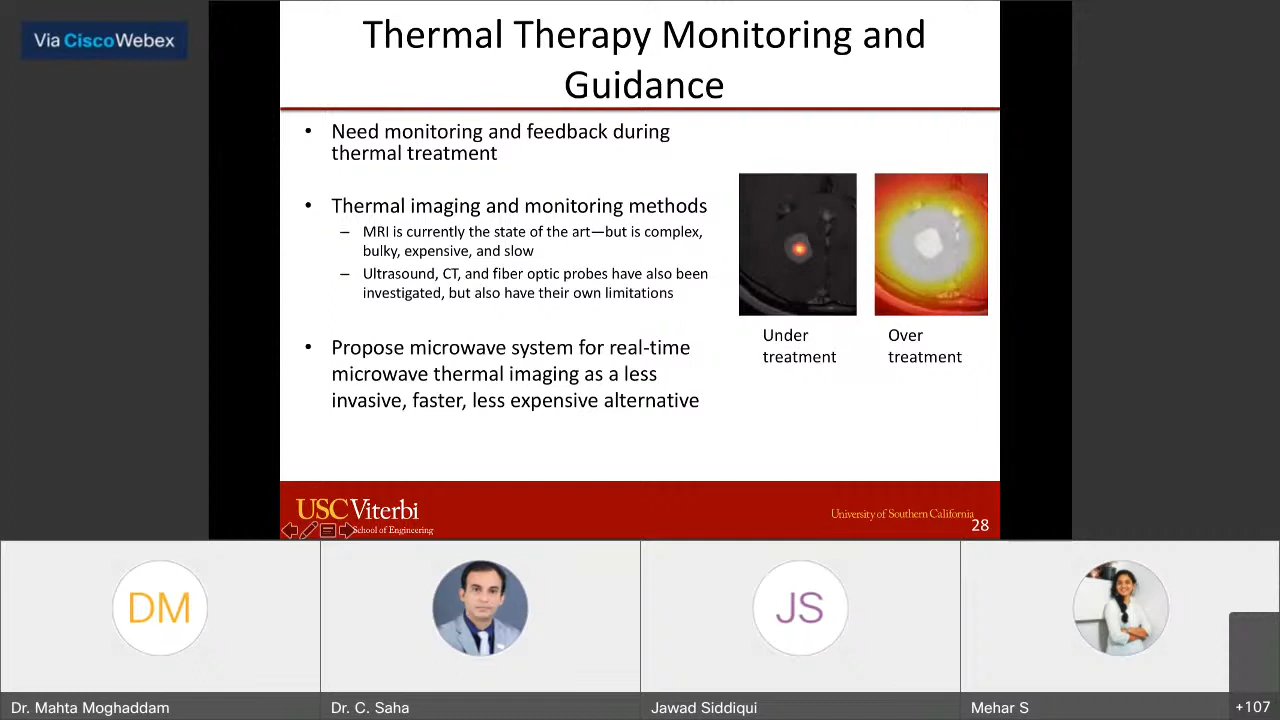 Via CiscoWebex
Thermal Therapy Monitoring and
Guidance
• Need monitoring and feedback during
thermal treatment
• Thermal imaging and monitoring methods
– MRI is currently the state of the art—but is complex,
bulky, expensive, and slow
– Ultrasound, CT, and fiber optic probes have also been
investigated, but also have their own limitations
• Propose microwave system for real-time
microwave thermal imaging as a less
invasive, faster, less expensive alternative
Under
treatment
Over
treatment
USC Viterbi
School of Engineering
University of Southern California
28
DM
JS
Dr. Mahta Moghaddam
Dr. C. Saha
Jawad Siddiqui
Mehar S
+107